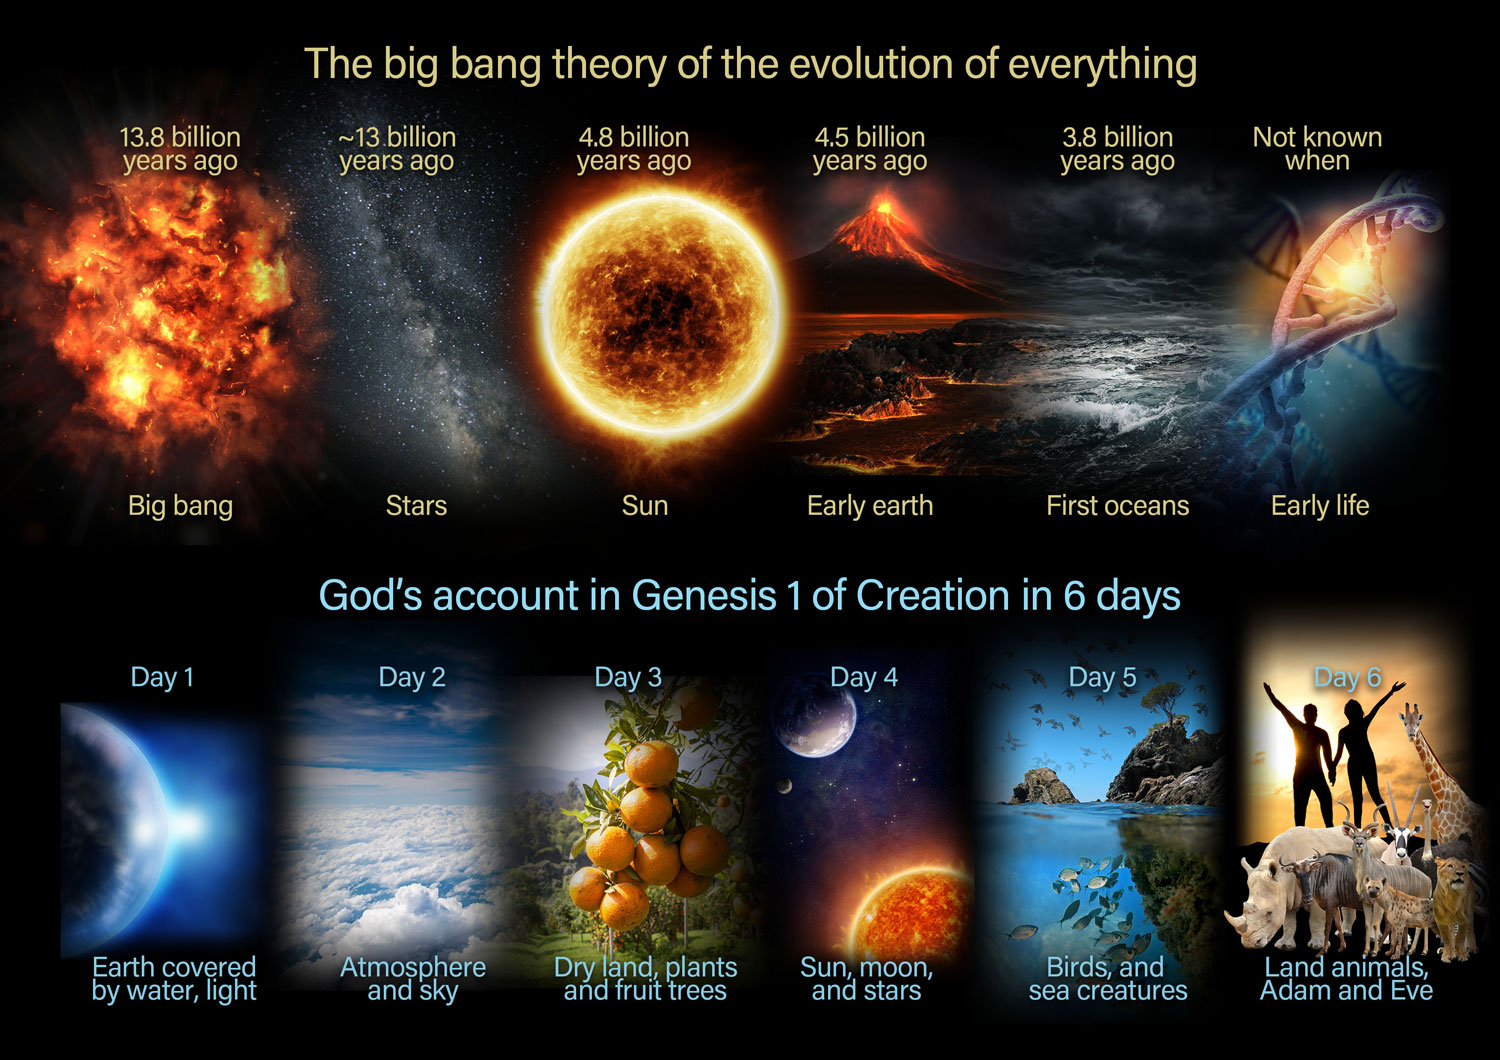 The big bang theory of the evolution of everything
13.8 billion
years ago
~13 billion
years ago
4.8 billion
years ago
4.5 billion
years ago
3.8 billion
years ago
Not known
when
Big bang
Stars
Sun
Early earth
First oceans
Early life
God's account in Genesis 1 of Creation in 6 days
Day 1
Day 2
Day 3
Day 4
Day 5
Day 6
Earth covered
by water, light
Atmosphere
and sky
Dry land, plants
and fruit trees
Sun, moon,
and stars
Birds, and
sea creatures
Land animals,
Adam and Eve